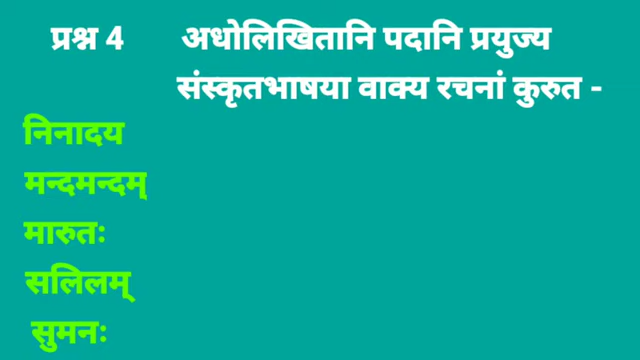 प्रश्न 4 अधोलिखितानि पदानि प्रयुज्य
संस्कृतभाषया वाक्य रचनां कुरुत -
निनादय
मन्दमन्दम्
मारुतः
सलिलम्
सुमनः